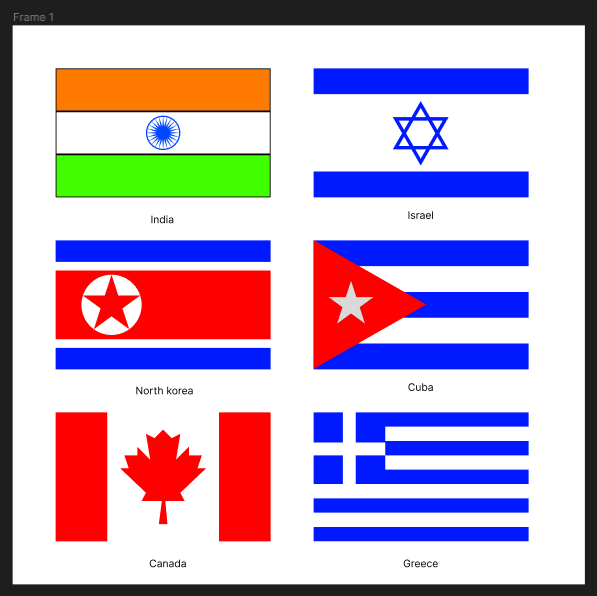 Frame 1
India
Israel
North korea
Cuba
Canada
Greece